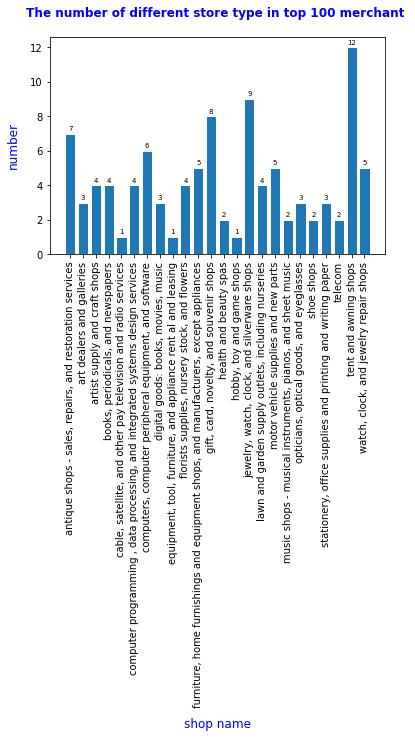 The number of different store type in top 100 merchant
number
12
10
8
6
4
2
0
7
3
4
4
1
4
6
3
1
4
5
8
2
1
9
4
5
2
3
2
3
2
12
5
antique shops - sales, repairs, and restoration services
art dealers and galleries
artist supply and craft shops
books, periodicals, and newspapers
cable, satellite, and other pay television and radio services
computer programming , data processing, and integrated systems design services
computers, computer peripheral equipment, and software
digital goods: books, movies, music
equipment, tool, furniture, and appliance rent al and leasing
florists supplies, nursery stock, and flowers
furniture, home furnishings and equipment shops, and manufacturers, except appliances
gift, card, novelty, and souvenir shops
health and beauty spas
hobby, toy and game shops
jewelry, watch, clock, and silverware shops
lawn and garden supply outlets, including nurseries
motor vehicle supplies and new parts
music shops - musical instruments, pianos, and sheet music
opticians, optical goods, and eyeglasses
shoe shops
stationery, office supplies and printing and writing paper
telecom
tent and awning shops
watch, clock, and jewelry repair shops
shop name